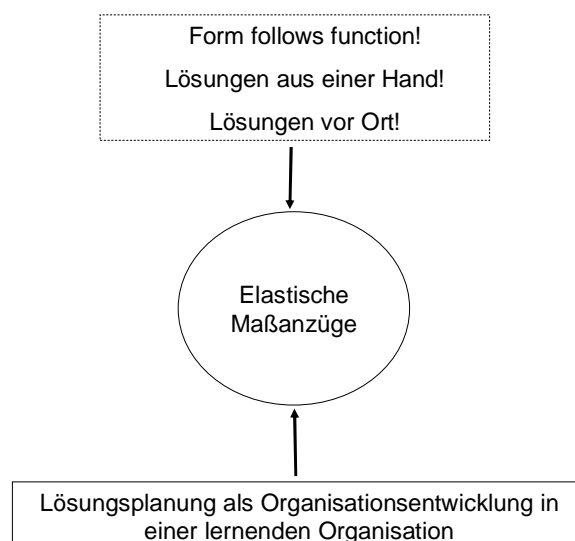 Form follows function!
Lösungen aus einer Hand!
Lösungen vor Ort!
Elastische
Maßanzüge
Lösungsplanung als Organisationsentwicklung in
einer lernenden Organisation